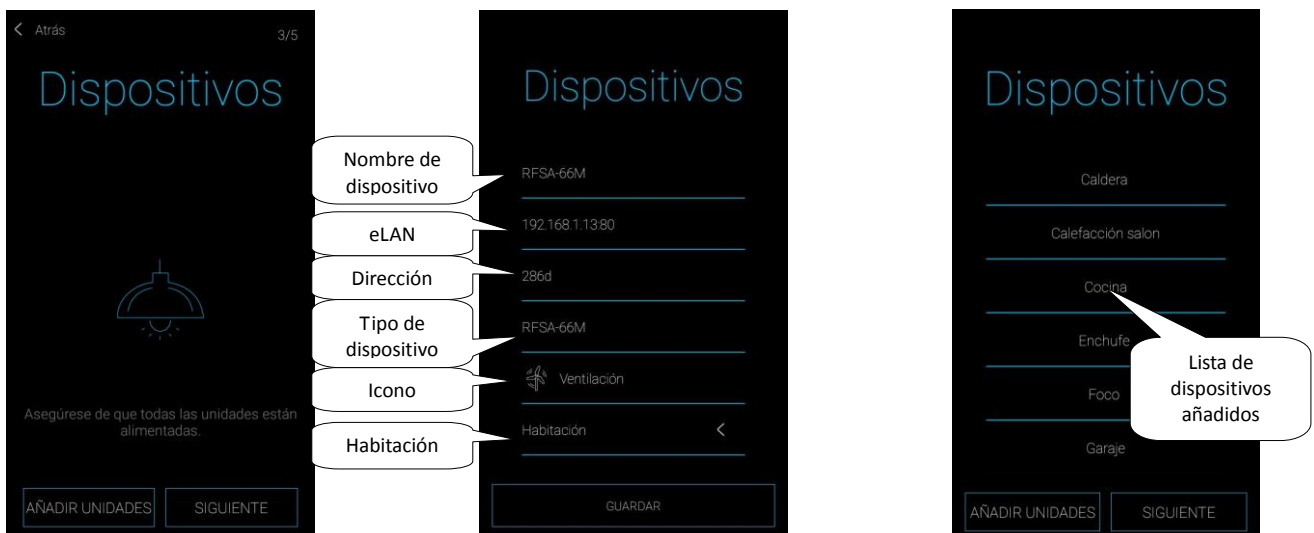 Atrás
3/5
Dispositivos
Asegúrese de que todas las unidades están
alimentadas.
AÑADIR UNIDADES
SIGUIENTE
Nombre de
dispositivo
eLAN
Dirección
Tipo de
dispositivo
Icono
Habitación
Dispositivos
RFSA-66M
192.168.1.13:80
286d
RFSA-66M
Ventilación
Habitación
GUARDAR
Dispositivos
Caldera
Calefacción salon
Cocina
Enchufe
Foco
Garaje
Lista de
dispositivos
añadidos
AÑADIR UNIDADES
SIGUIENTE